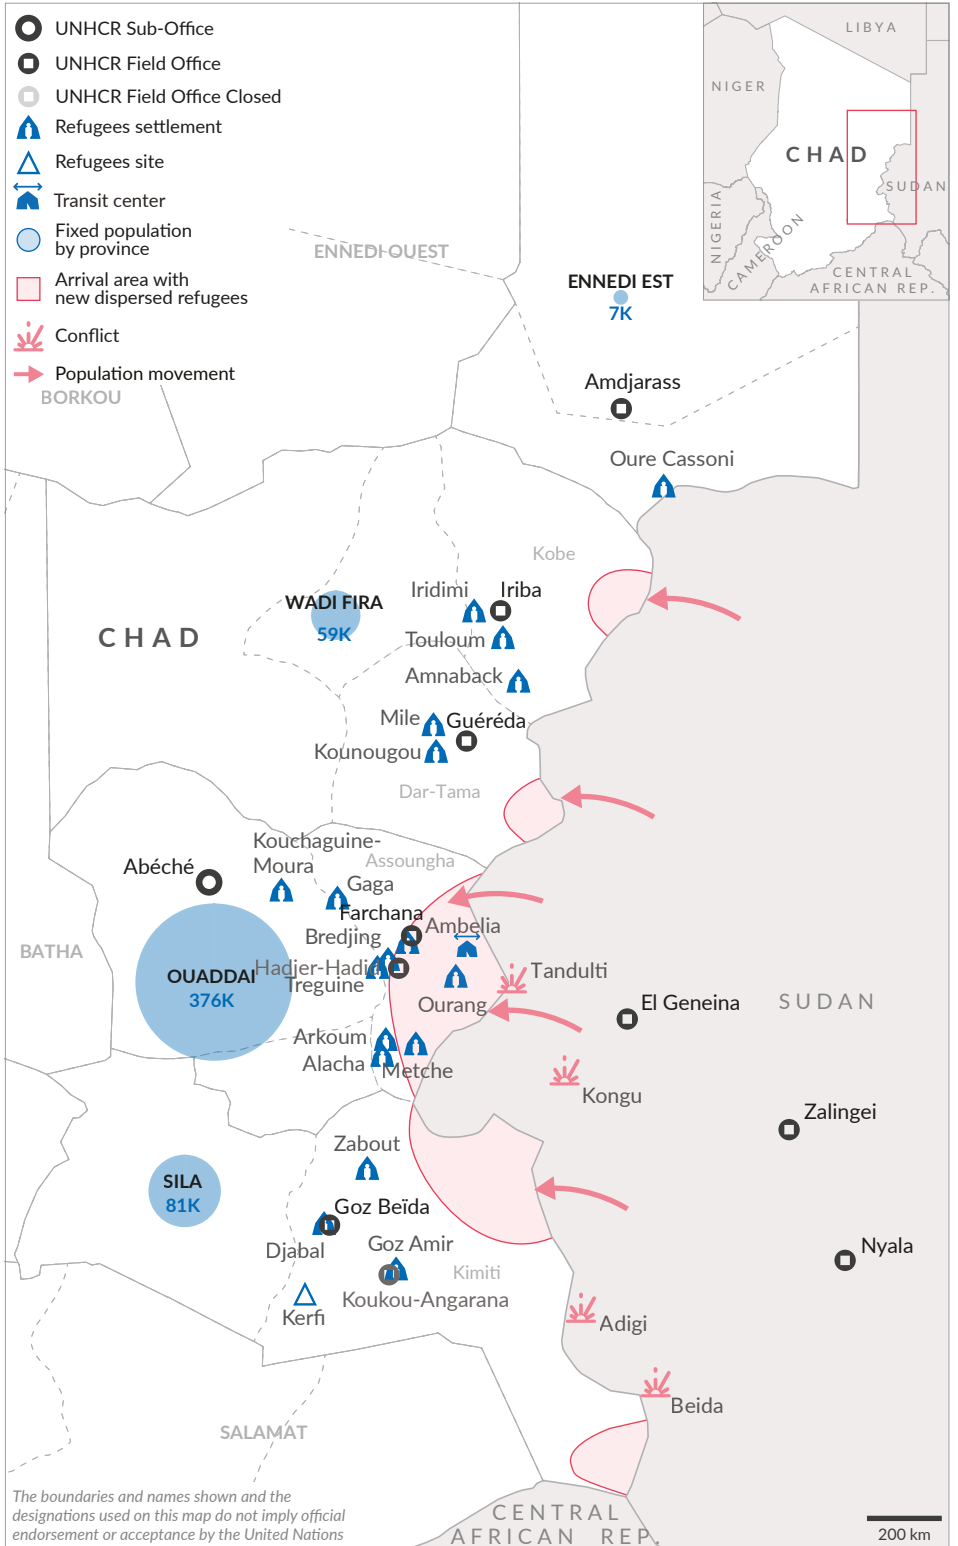 UNHCR Sub-Office
UNHCR Field Office
UNHCR Field Office Closed
Refugees settlement
Refugees site
Transit center
Fixed population
by province
Arrival area with
new dispersed refugees
Conflict
Population movement
LIBYA
NIGER
CHAD
SUDAN
NIGERIA
CAMEROON
CENTRAL
AFRICAN REP.
ENNEDI OUEST
ENNEDI EST
7K
BORKOU
Amdjarass
Oure Cassoni
Kobe
Iridimi
Iriba
WADI FIRA
59K
CHAD
Touloum
Amnaback
Mile
Guéréda
Kounougou
Dar-Tama
Kouchaguine-
Moura
Assoungha
Abéché
Gaga
Farchana
Ambelia
Bredjing
BATHA
Hadjer-Hadid
Treguine
OUADDAI
376K
Tandulti
Ourang
El Geneina
SUDAN
Arkoum
Alacha
Metche
Kongu
Zalingei
Zabout
SILA
81K
Goz Beïda
Djabal
Goz Amir
Nyala
Kimiti
Koukou-Angarana
Kerfi
Adigi
Beida
SALAMAT
The boundaries and names shown and the
designations used on this map do not imply official
endorsement or acceptance by the United Nations
CENTRAL
AFRICAN REP.
200 km